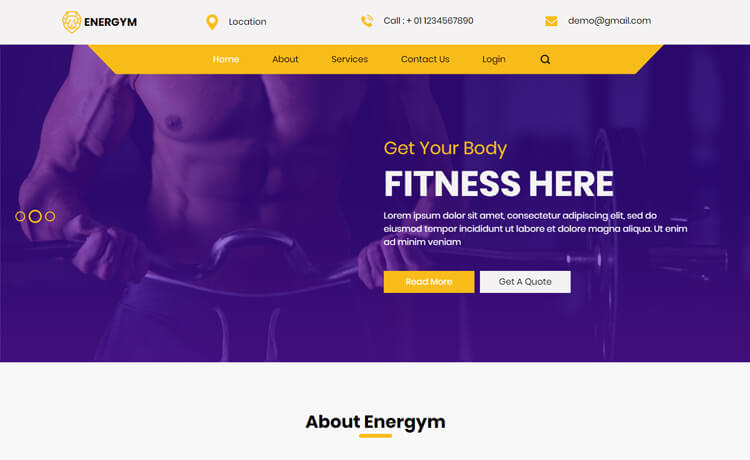 ENERGYM
Location
Call : + 01 1234567890
demo@gmail.com
Home About Services Contact Us Login
Get Your Body
FITNESS HERE
Lorem ipsum dolor sit amet, consectetur adipiscing elit, sed do
eiusmod tempor incididunt ut labore et dolore magna aliqua. Ut enim
ad minim veniam
Read More
Get A Quote
About Energym